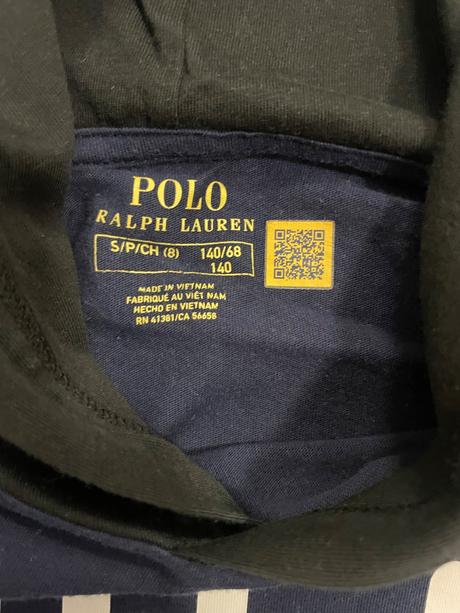 POLO
RALPH LAUREN
S/P/CH (8) 140/68
140
MADE IN VIETNAM
FABRIQUÉ AU VIÊT NAM
HECHO EN VIETNAM
RN 41381/CA 56658